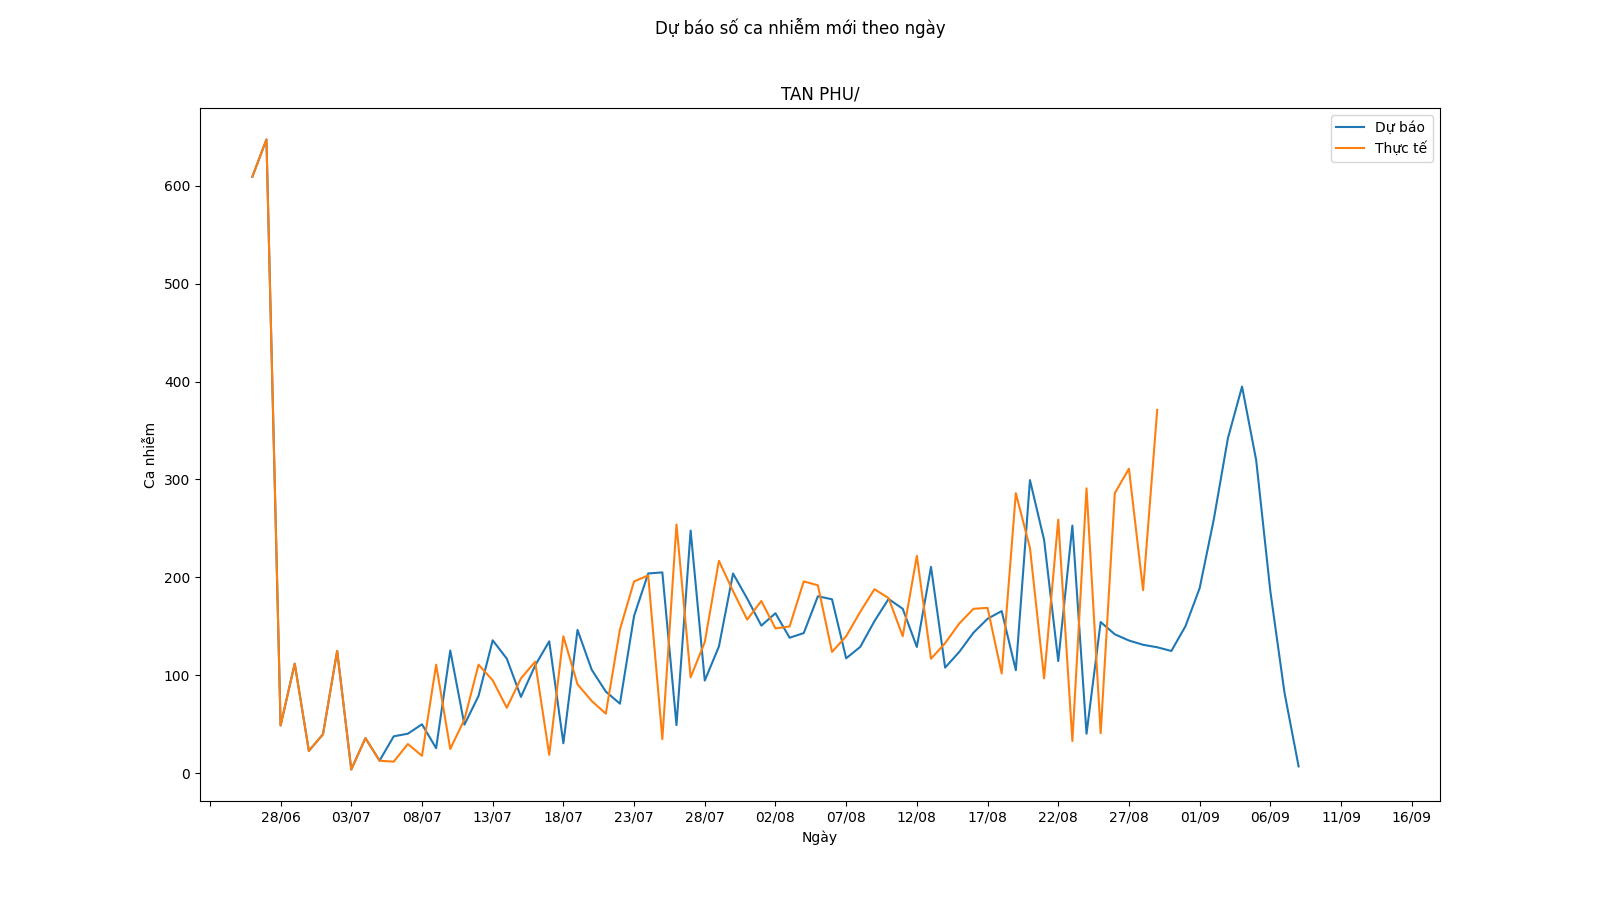 Dự báo số ca nhiễm mới theo ngày
TAN PHU/
Dự báo
Thực tế
600
500
400
300
200
100
0
Ca nhiễm
28/06 03/07 08/07 13/07 18/07 23/07 28/07 02/08 07/08 12/08 17/08 22/08 27/08 01/09 06/09 11/09 16/09
Ngày